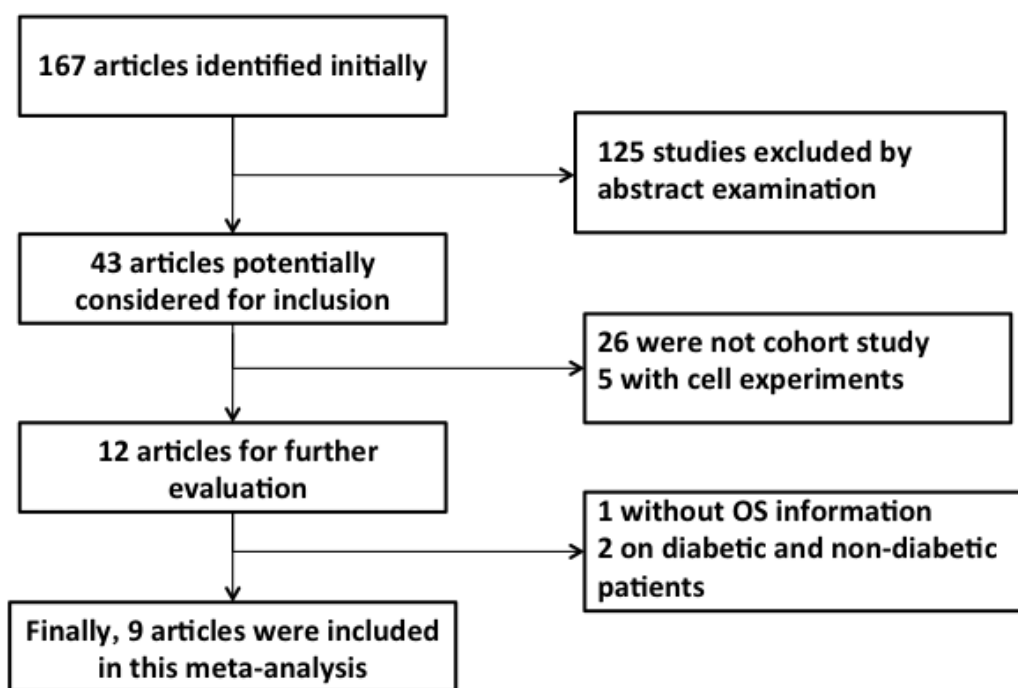 167 articles identified initially
125 studies excluded by
abstract examination
43 articles potentially
considered for inclusion
26 were not cohort study
5 with cell experiments
12 articles for further
evaluation
1 without OS information
2 on diabetic and non-diabetic
patients
Finally, 9 articles were included
in this meta-analysis